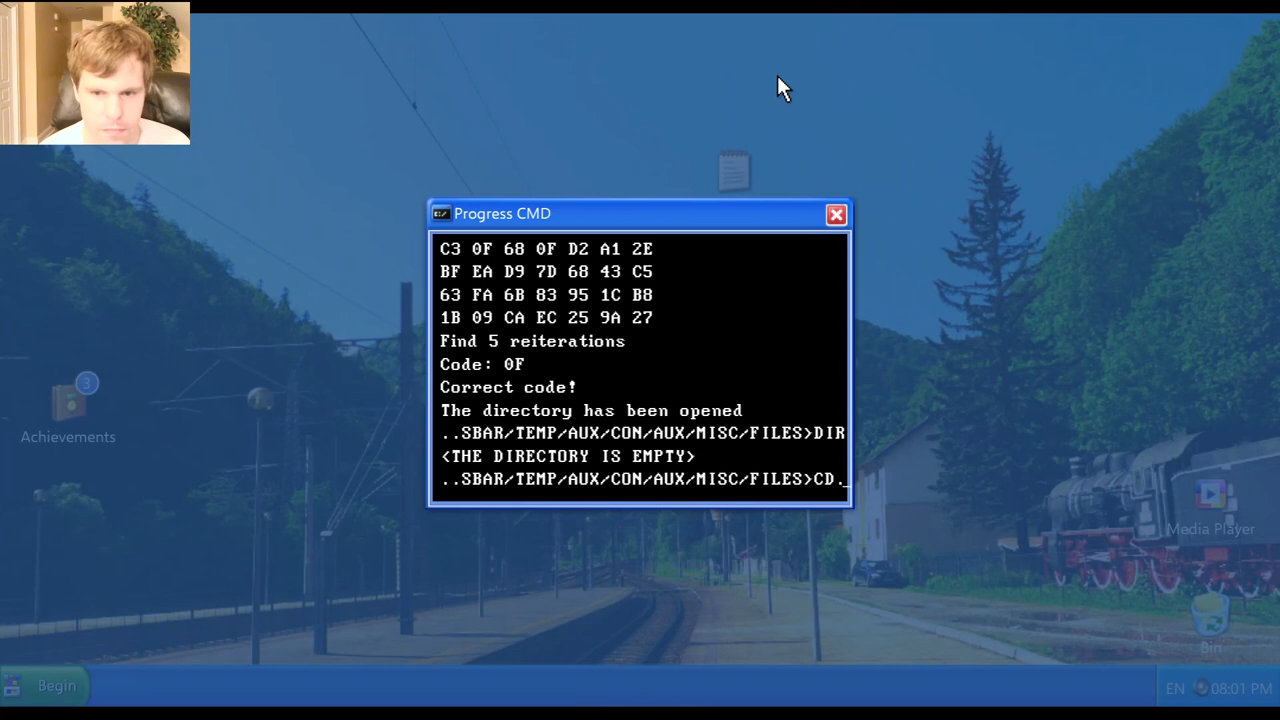 Progress CMD
C3 0F 68 0F D2 A1 2E
BF EA D9 7D 68 43 C5
63 FA 6B 83 95 1C B8
1B 09 CA EC 25 9A 27
Find 5 reiterations
Code: 0F
Correct code!
The directory has been opened
..SBAR/TEMP/AUX/CON/AUX/MISC/FILES>DIR
<THE DIRECTORY IS EMPTY>
..SBAR/TEMP/AUX/CON/AUX/MISC/FILES>CD._
3
Achievements
Media Player
Bin
Begin
EN 08:01 PM